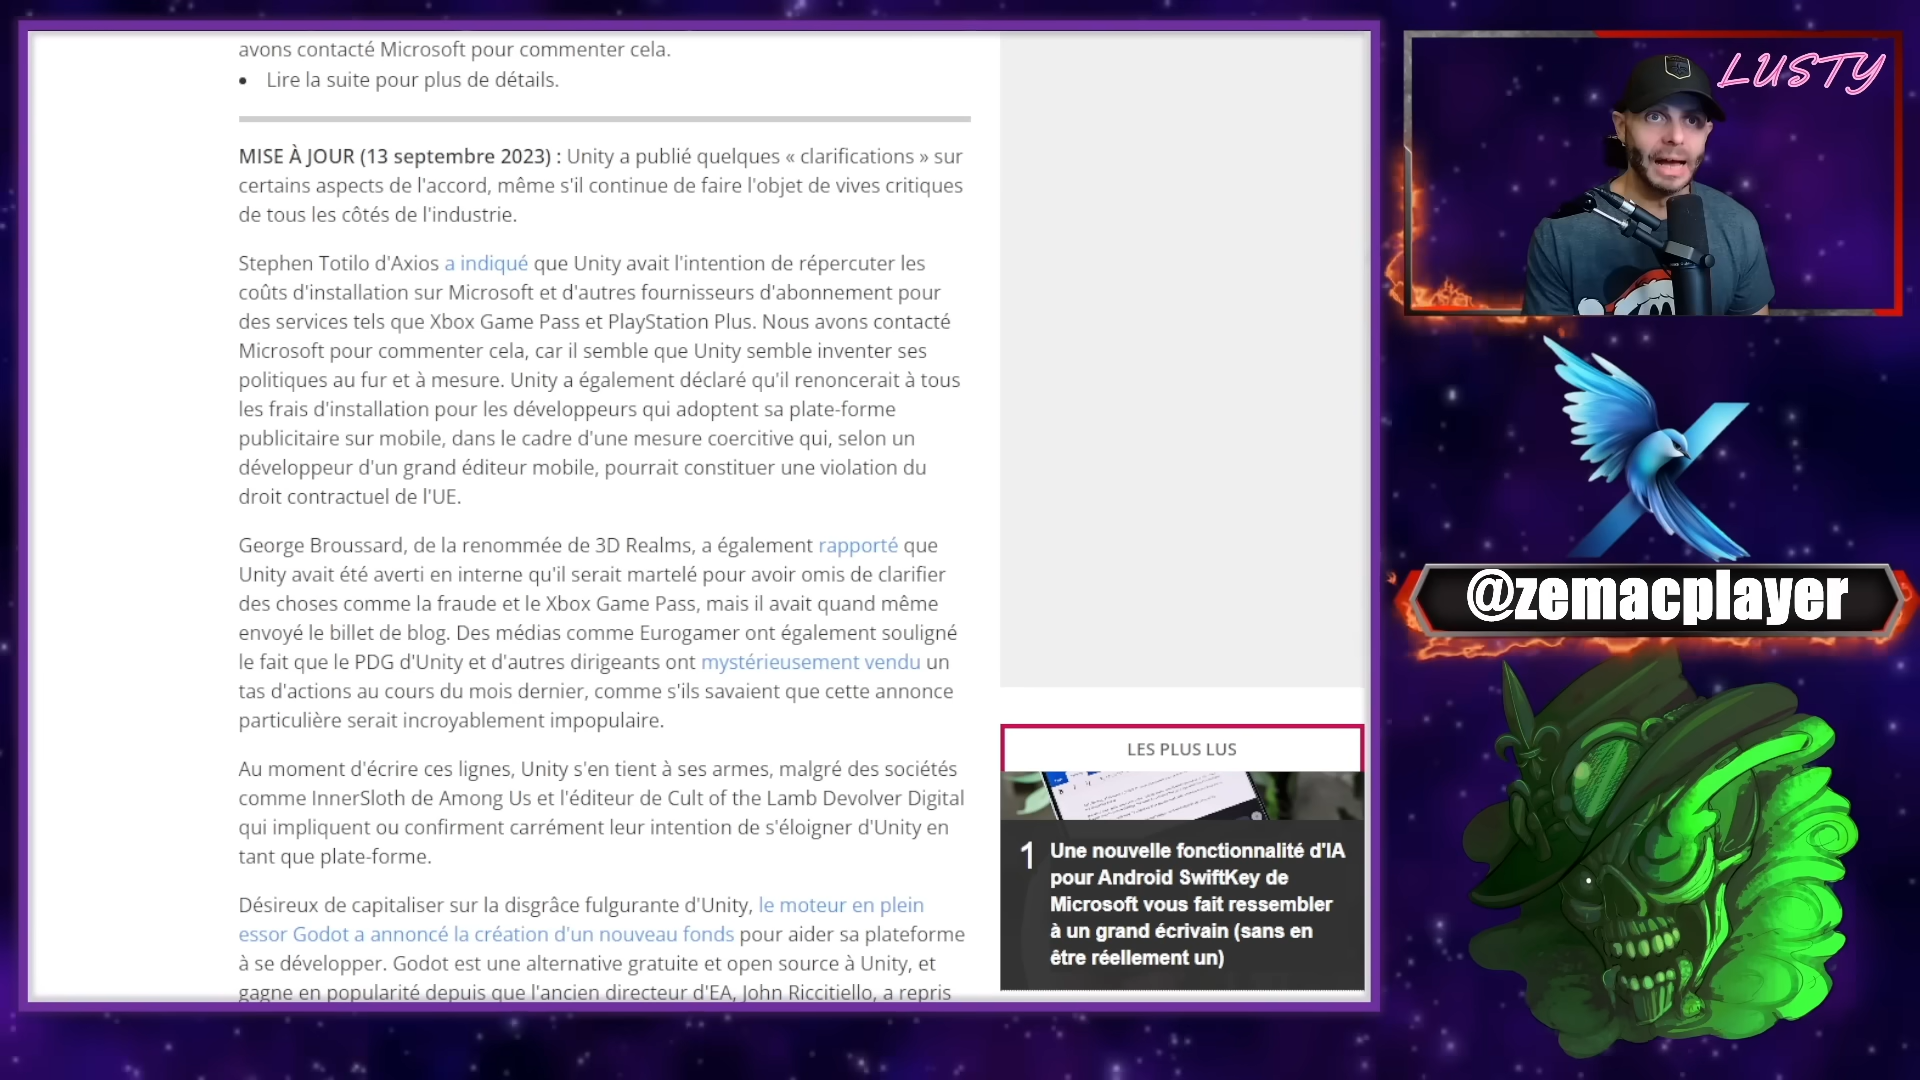 avons contacté Microsoft pour commenter cela.
• Lire la suite pour plus de détails.
MISE À JOUR (13 septembre 2023) : Unity a publié quelques « clarifications » sur
certains aspects de l'accord, même s'il continue de faire l'objet de vives critiques
de tous les côtés de l'industrie.
Stephen Totilo d'Axios a indiqué que Unity avait l'intention de répercuter les
coûts d'installation sur Microsoft et d'autres fournisseurs d'abonnement pour
des services tels que Xbox Game Pass et PlayStation Plus. Nous avons contacté
Microsoft pour commenter cela, car il semble que Unity semble inventer ses
politiques au fur et à mesure. Unity a également déclaré qu'il renoncerait à tous
les frais d'installation pour les développeurs qui adoptent sa plate-forme
publicitaire sur mobile, dans le cadre d'une mesure coercitive qui, selon un
développeur d'un grand éditeur mobile, pourrait constituer une violation du
droit contractuel de l'UE.
George Broussard, de la renommée de 3D Realms, a également rapporté que
Unity avait été averti en interne qu'il serait martelé pour avoir omis de clarifier
des choses comme la fraude et le Xbox Game Pass, mais il avait quand même
envoyé le billet de blog. Des médias comme Eurogamer ont également souligné
le fait que le PDG d'Unity et d'autres dirigeants ont mystérieusement vendu un
tas d'actions au cours du mois dernier, comme s'ils savaient que cette annonce
particulière serait incroyablement impopulaire.
Au moment d'écrire ces lignes, Unity s'en tient à ses armes, malgré des sociétés
comme InnerSloth de Among Us et l'éditeur de Cult of the Lamb Devolver Digital
qui impliquent ou confirment carrément leur intention de s'éloigner d'Unity en
tant que plate-forme.
Désireux de capitaliser sur la disgrâce fulgurante d'Unity, le moteur en plein
essor Godot a annoncé la création d'un nouveau fonds pour aider sa plateforme
à se développer. Godot est une alternative gratuite et open source à Unity, et
gagne en popularité depuis que l'ancien directeur d'EA, John Riccitiello, a repris
LES PLUS LUS
1 Une nouvelle fonctionnalité d'IA
pour Android SwiftKey de
Microsoft vous fait ressembler
à un grand écrivain (sans en
être réellement un)
LUSTY
@zemacplayer